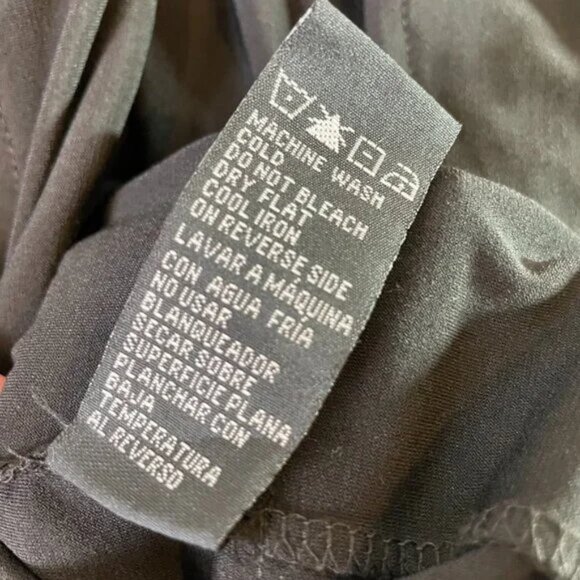 MACHINE WASH
COLD
DO NOT BLEACH
DRY FLAT
COOL IRON
ON REVERSE SIDE
LAVAR A MÁQUINA
CON AGUA FRÍA
NO USAR
BLANQUEADOR
SECAR SOBRE
SUPERFICIE PLANA
PLANCHAR CON
BAJA
TEMPERATURA
AL REVERSO